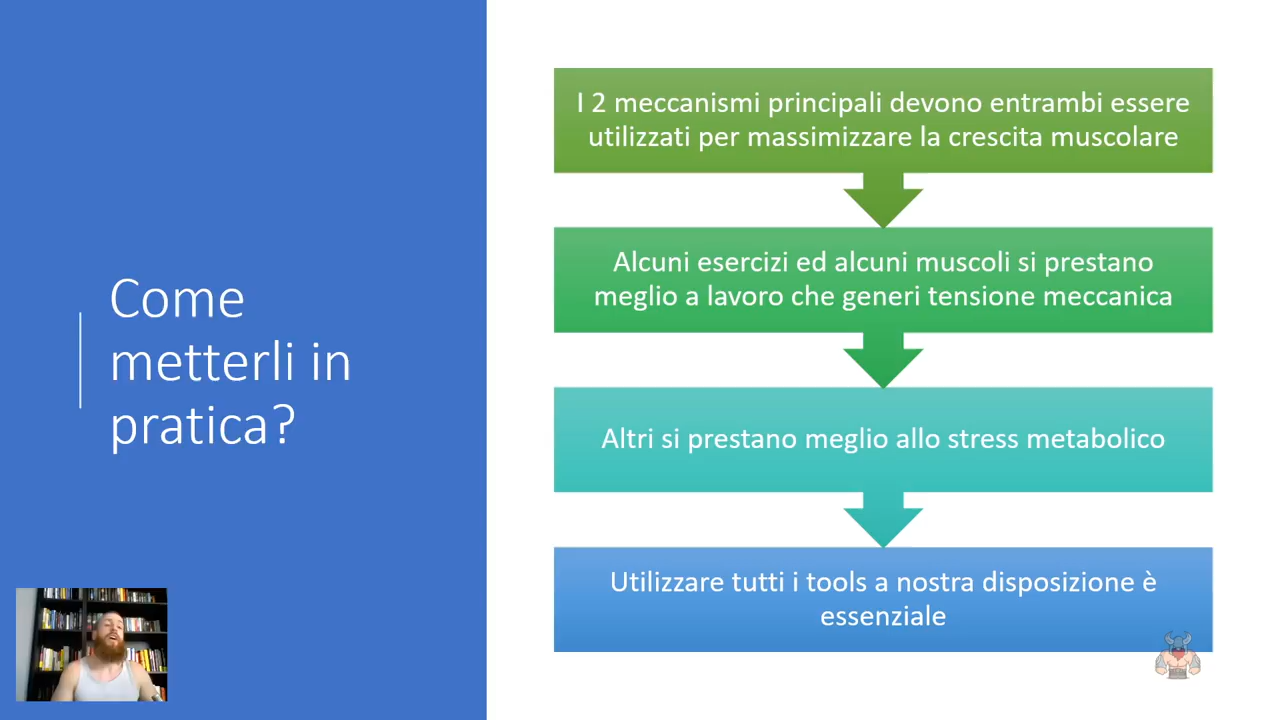 Come
metterli in
pratica?
I 2 meccanismi principali devono entrambi essere
utilizzati per massimizzare la crescita muscolare
Alcuni esercizi ed alcuni muscoli si prestano
meglio a lavoro che generi tensione meccanica
Altri si prestano meglio allo stress metabolico
Utilizzare tutti i tools a nostra disposizione è
essenziale